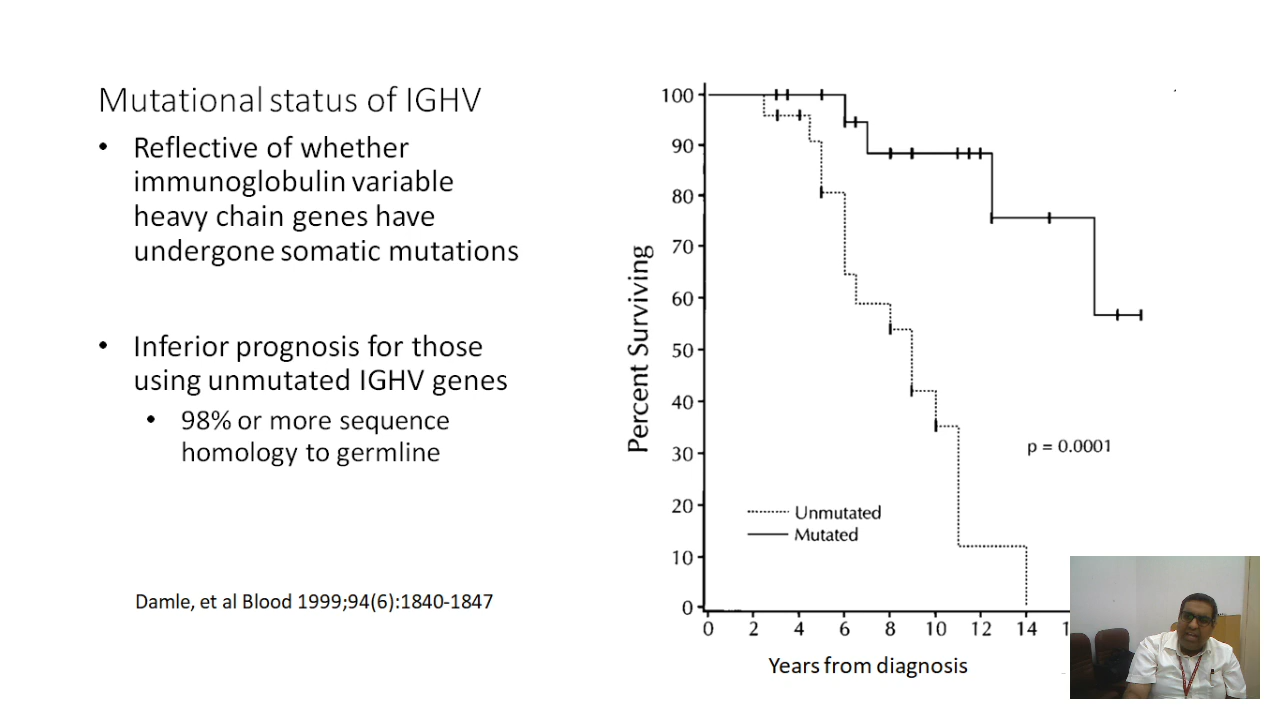 Mutational status of IGHV
• Reflective of whether
immunoglobulin variable
heavy chain genes have
undergone somatic mutations
• Inferior prognosis for those
using unmutated IGHV genes
• 98% or more sequence
homology to germline
Damle, et al Blood 1999;94(6):1840-1847
Percent Surviving
100
90
80
70
60
50
40
30
20
10
0
p = 0.0001
Unmutated
Mutated
0 2 4 6 8 10 12 14
Years from diagnosis